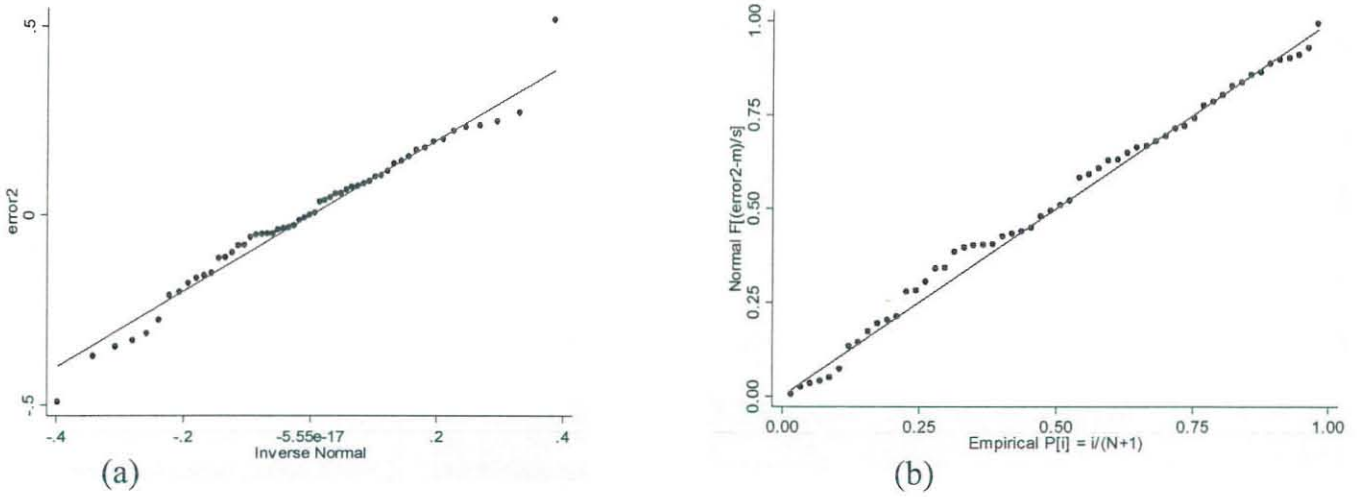 .5
0
-.5
error2
-.4
-.2
-5.55e-17
.2
.4
Inverse Normal
(a)
1.00
0.75
0.50
0.25
0.00
Normal F[(error2-m)/s]
0.00
0.25
0.50
0.75
1.00
Empirical P[i] = i/(N+1)
(b)